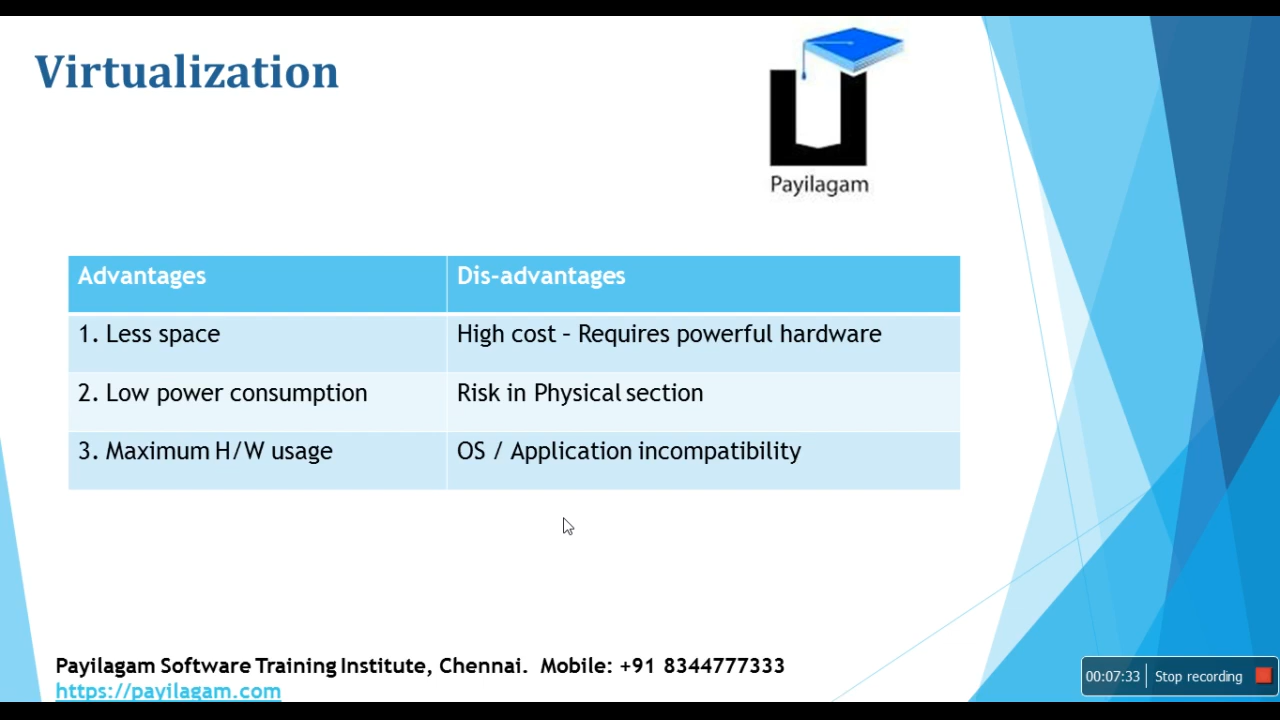 Virtualization
Payilagam
Advantages Dis-advantages
1. Less space High cost – Requires powerful hardware
2. Low power consumption Risk in Physical section
3. Maximum H/W usage OS / Application incompatibility
Payilagam Software Training Institute, Chennai. Mobile: +91 8344777333
https://payilagam.com
00:07:33 Stop recording